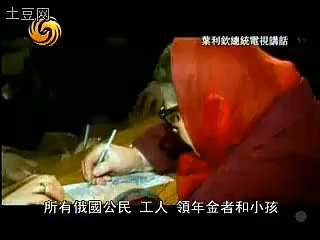 土豆网
葉利欽總統電視講話
所有俄國公民 工人 領年金者和小孩